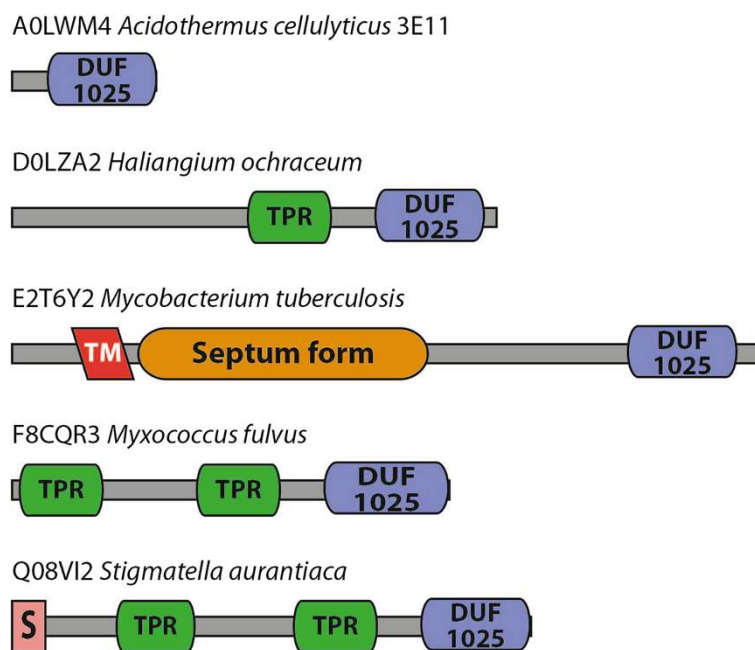 A0LWM4 Acidothermus cellulyticus 3E11
DUF
1025
D0LZA2 Haliangium ochraceum
TPR
DUF
1025
E2T6Y2 Mycobacterium tuberculosis
TM
Septum form
DUF
1025
F8CQR3 Myxococcus fulvus
TPR
TPR
DUF
1025
Q08VI2 Stigmatella aurantiaca
S
TPR
TPR
DUF
1025